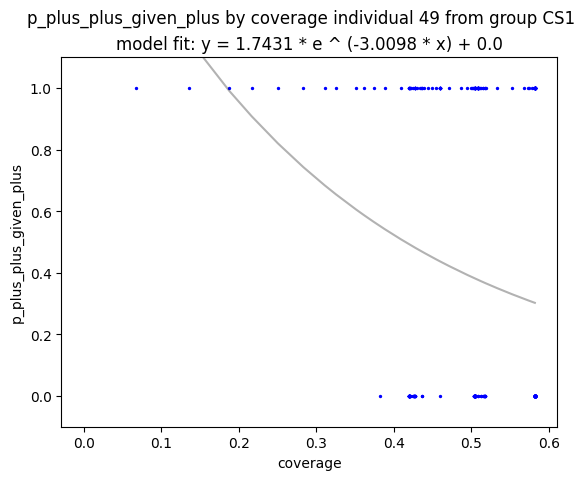 p_plus_plus_given_plus by coverage individual 49 from group CS1
model fit: y = 1.7431 * e ^ (-3.0098 * x) + 0.0
1.0
0.8
0.6
0.4
0.2
0.0
p_plus_plus_given_plus
0.0 0.1 0.2 0.3 0.4 0.5 0.6
coverage